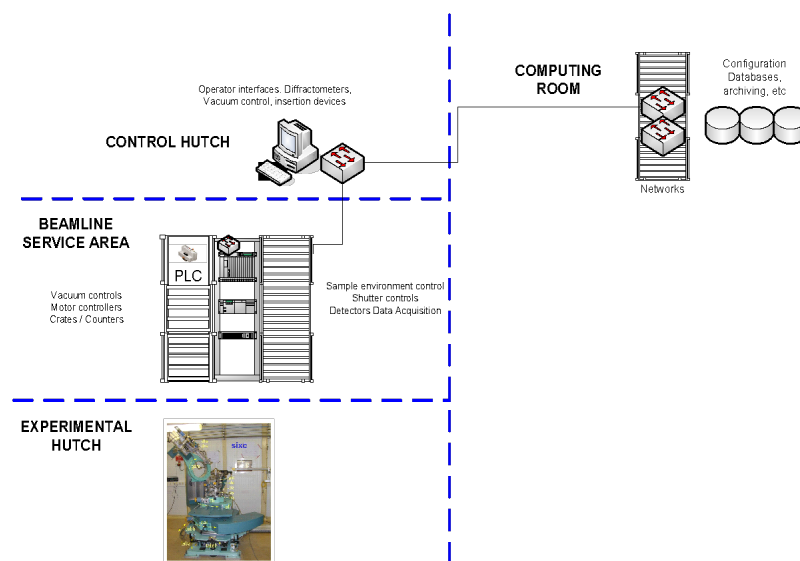 COMPUTING
ROOM
Configuration
Databases,
archiving, etc
Operator interfaces. Diffractometers,
Vacuum control, insertion devices
CONTROL HUTCH
Networks
BEAMLINE
SERVICE AREA
PLC
Vacuum controls
Motor controllers
Crates / Counters
Sample environment control
Shutter controls
Detectors Data Acquisition
EXPERIMENTAL
HUTCH
sixc